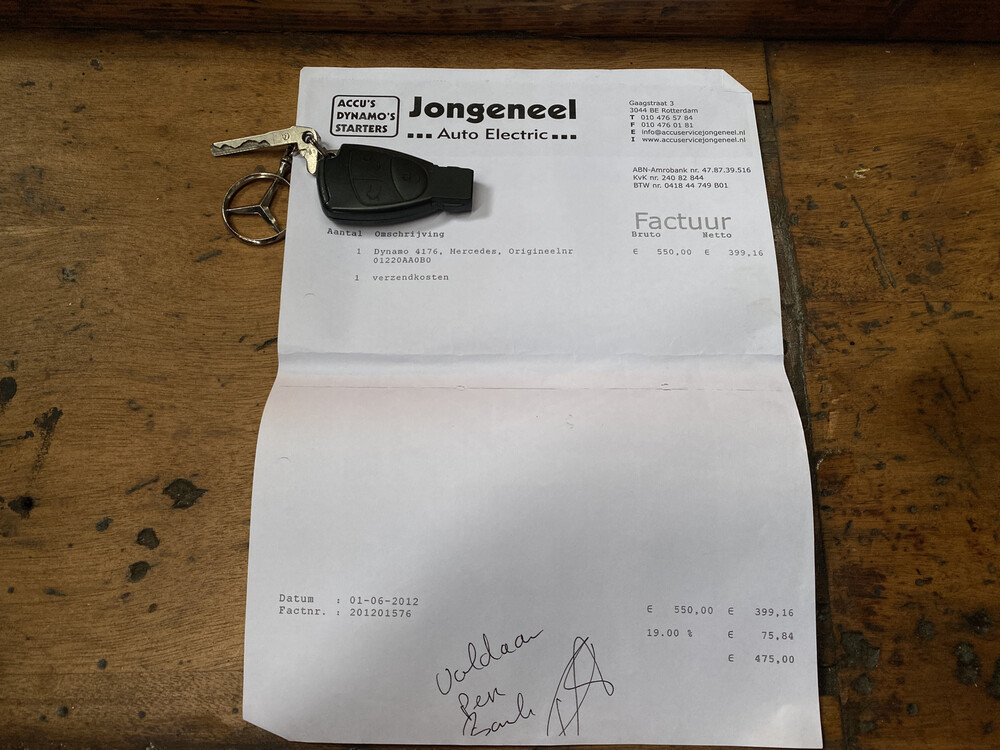 ACCU'S
DYNAMO'S
STARTERS
Jongeneel
Auto Electric
Gaagstraat 3
3044 BE Rotterdam
T 010 476 57 84
F 010 476 01 81
E info@accuservicejongeneel.nl
I www.accuservicejongeneel.nl
ABN-Amrobank nr. 47.87.39.516
KvK nr. 240 82 844
BTW nr. 0418 44 749 B01
Factuur
Aantal Omschrijving Bruto Netto
1 Dynamo 4176, Mercedes, Origineelnr € 550,00 € 399,16
01220AA0B0
1 verzendkosten
Datum : 01-06-2012
Factnr. : 201201576
€ 550,00 € 399,16
19.00 % € 75,84
€ 475,00
Voldaan
per
Bank